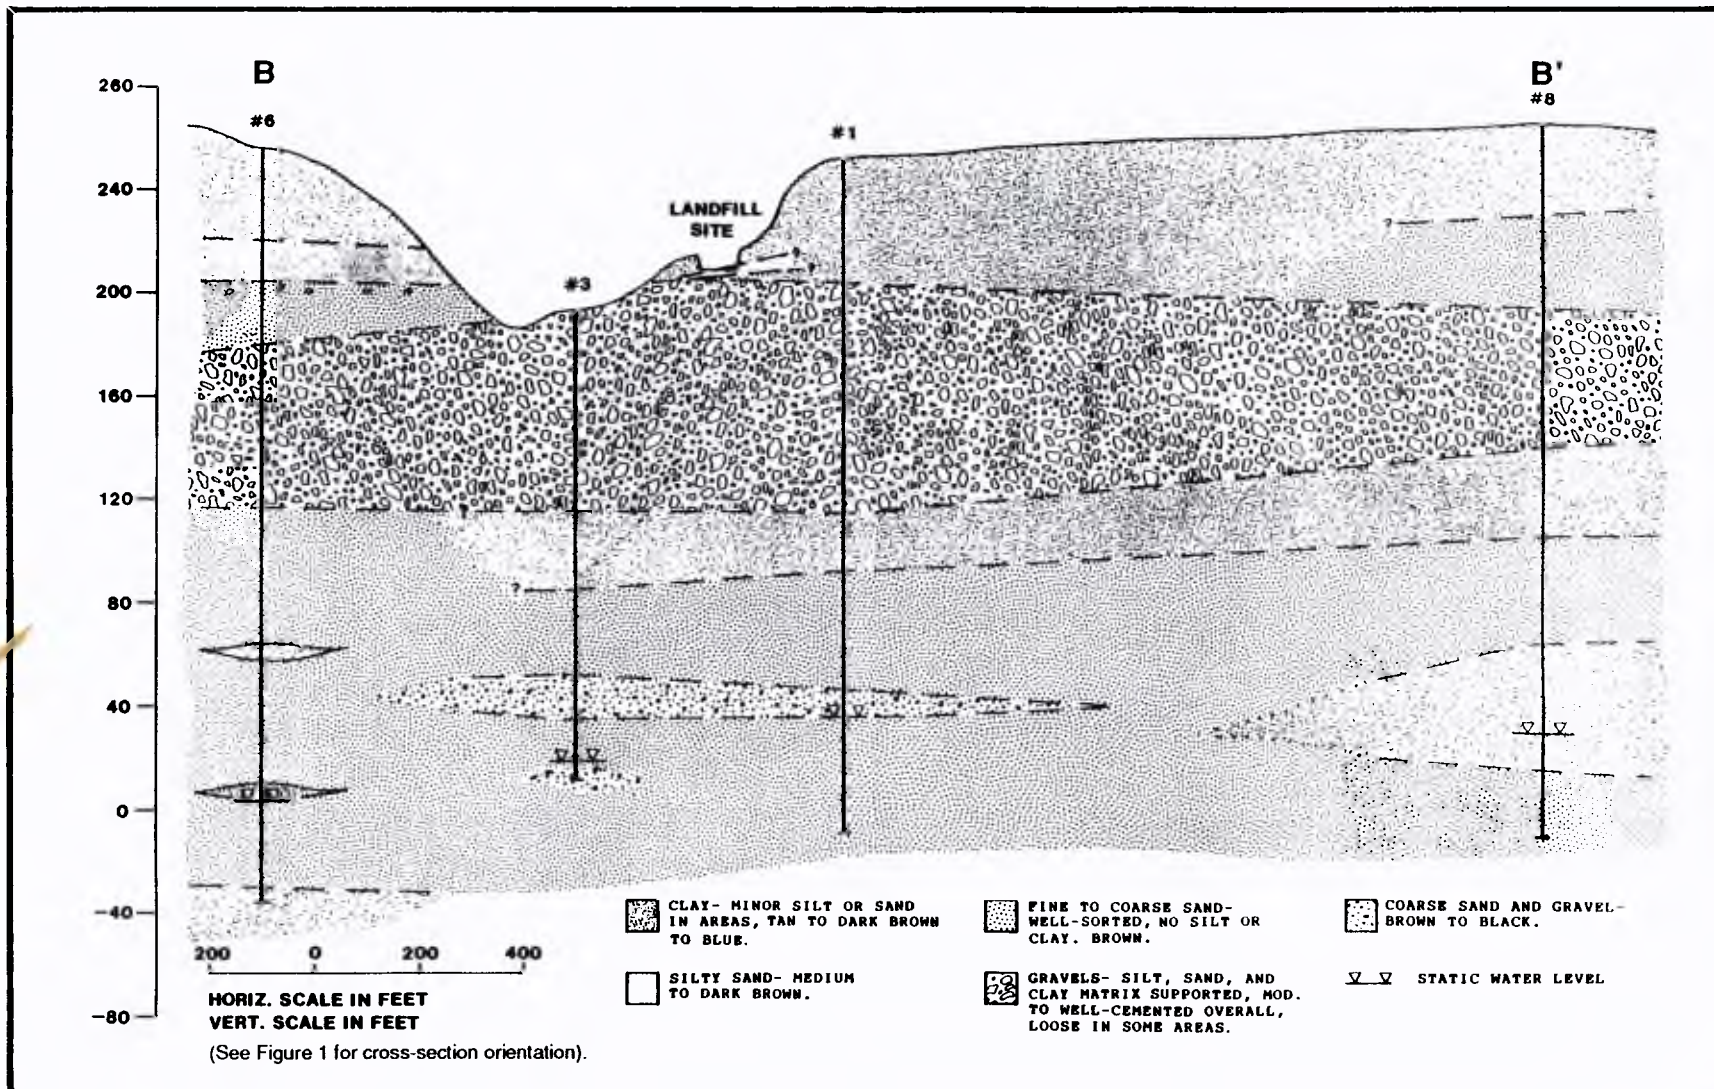 B
B'
260
#6
#8
#1
240
LANDFILL
SITE
#3
200
160
120
80
40
0
-40
-80
?
?
?
?
?
200 0 200 400
HORIZ. SCALE IN FEET
VERT. SCALE IN FEET
(See Figure 1 for cross-section orientation).
CLAY- MINOR SILT OR SAND
IN AREAS, TAN TO DARK BROWN
TO BLUE.
SILTY SAND- MEDIUM
TO DARK BROWN.
FINE TO COARSE SAND-
WELL-SORTED, NO SILT OR
CLAY. BROWN.
GRAVELS- SILT, SAND, AND
CLAY MATRIX SUPPORTED, MOD.
TO WELL-CEMENTED OVERALL,
LOOSE IN SOME AREAS.
COARSE SAND AND GRAVEL-
BROWN TO BLACK.
STATIC WATER LEVEL